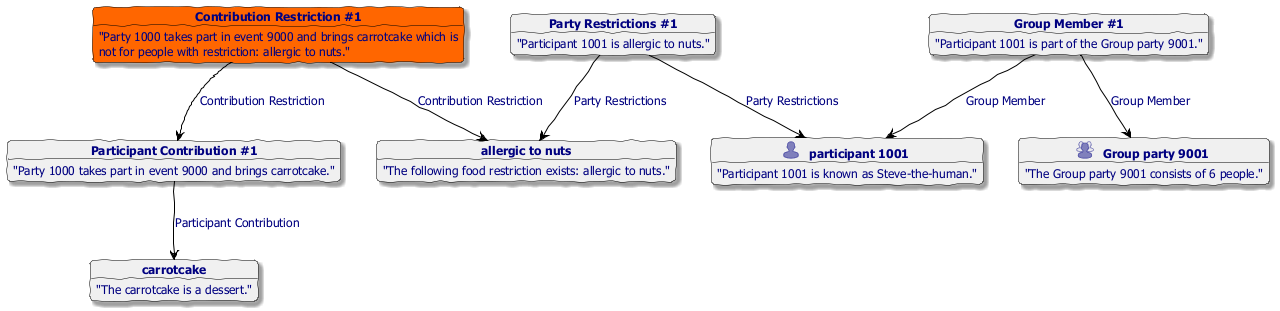 Contribution Restriction #1
"Party 1000 takes part in event 9000 and brings carrotcake which is
not for people with restriction: allergic to nuts."
Party Restrictions #1
"Participant 1001 is allergic to nuts."
Group Member #1
"Participant 1001 is part of the Group party 9001."
Contribution Restriction
Contribution Restriction
Party Restrictions
Party Restrictions
Group Member
Group Member
Participant Contribution #1
"Party 1000 takes part in event 9000 and brings carrotcake."
allergic to nuts
"The following food restriction exists: allergic to nuts."
participant 1001
"Participant 1001 is known as Steve-the-human."
Group party 9001
"The Group party 9001 consists of 6 people."
Participant Contribution
carrotcake
"The carrotcake is a dessert."